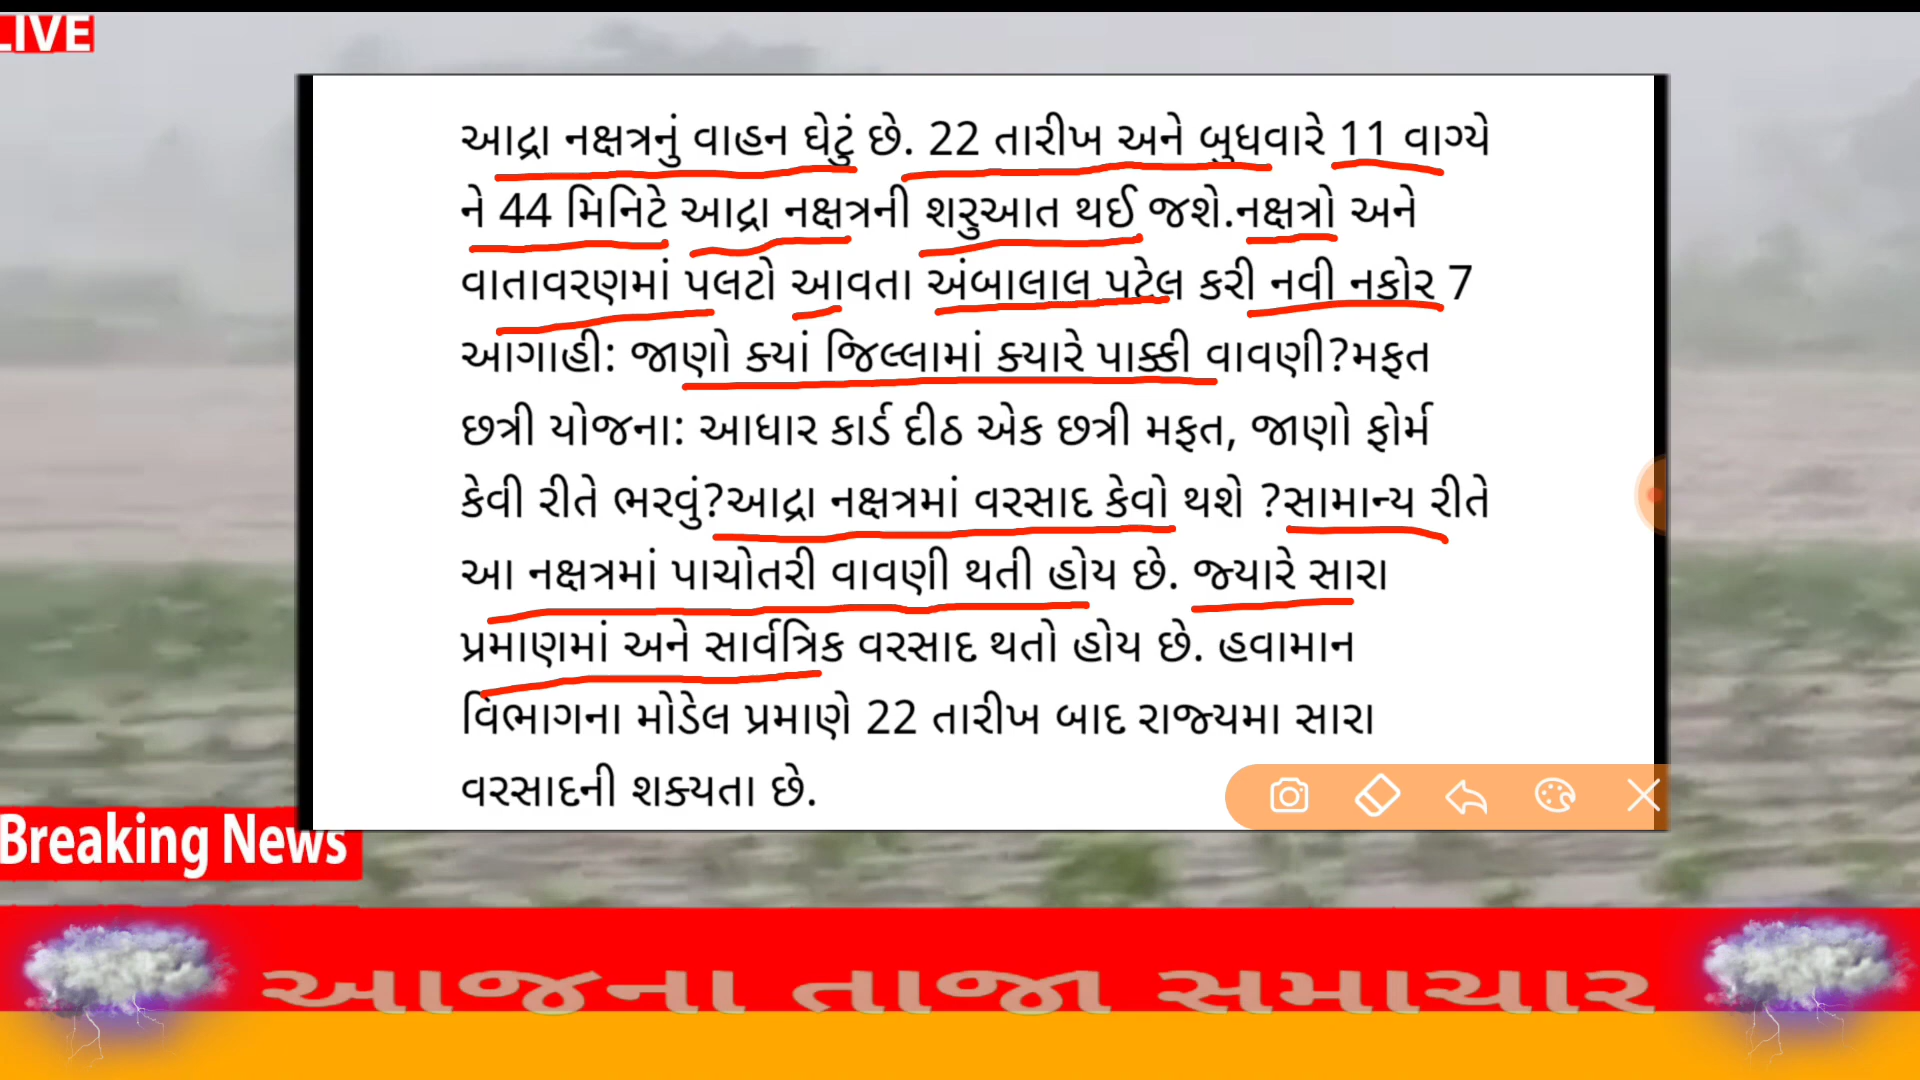 LIVE
આદ્રા નક્ષત્રનું વાહન ઘેટું છે. 22 તારીખ અને બુધવારે 11 વાગ્યે
ને 44 મિનિટે આદ્રા નક્ષત્રની શરુઆત થઈ જશે.નક્ષત્રો અને
વાતાવરણમાં પલટો આવતા અંબાલાલ પટેલ કરી નવી નકોર 7
આગાહી: જાણો ક્યાં જિલ્લામાં ક્યારે પાક્કી વાવણી?મફત
છત્રી યોજના: આધાર કાર્ડ દીઠ એક છત્રી મફત, જાણો ફોર્મ
કેવી રીતે ભરવું?આદ્રા નક્ષત્રમાં વરસાદ કેવો થશે ?સામાન્ય રીતે
આ નક્ષત્રમાં પાચોતરી વાવણી થતી હોય છે. જ્યારે સારા
પ્રમાણમાં અને સાર્વત્રિક વરસાદ થતો હોય છે. હવામાન
વિભાગના મોડેલ પ્રમાણે 22 તારીખ બાદ રાજ્યમા સારા
વરસાદની શક્યતા છે.
Breaking News
આજના તાજા સમાચાર